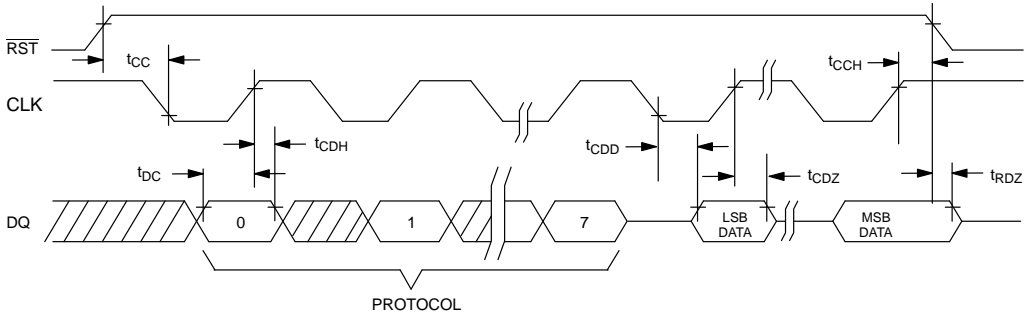 RST
tCC
tCCH
CLK
tCDH
tCDD
tDC
tCDZ
tRDZ
DQ
0
1
7
LSB
DATA
MSB
DATA
PROTOCOL